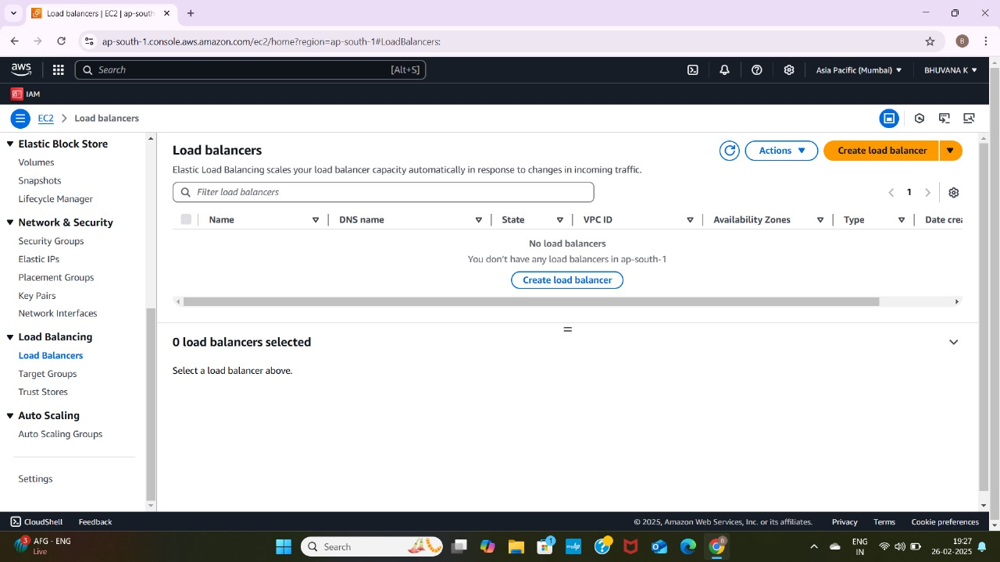 Load balancers | EC2 | ap-south
ap-south-1.console.aws.amazon.com/ec2/home?region=ap-south-1#LoadBalancers:
B
aws
Search
[Alt+S]
Asia Pacific (Mumbai)
BHUVANA K
IAM
EC2
Load balancers
Elastic Block Store
Volumes
Snapshots
Lifecycle Manager
Network & Security
Security Groups
Elastic IPs
Placement Groups
Key Pairs
Network Interfaces
Load Balancing
Load Balancers
Target Groups
Trust Stores
Auto Scaling
Auto Scaling Groups
Settings
Load balancers
Actions
Create load balancer
Elastic Load Balancing scales your load balancer capacity automatically in response to changes in incoming traffic.
Filter load balancers
1
Name
DNS name
State
VPC ID
Availability Zones
Type
Date crea
No load balancers
You don't have any load balancers in ap-south-1
Create load balancer
0 load balancers selected
Select a load balancer above.
CloudShell
Feedback
© 2025, Amazon Web Services, Inc. or its affiliates.
Privacy
Terms
Cookie preferences
3
AFG - ENG
Live
Search
1
B
ENG
IN
19:27
26-02-2025